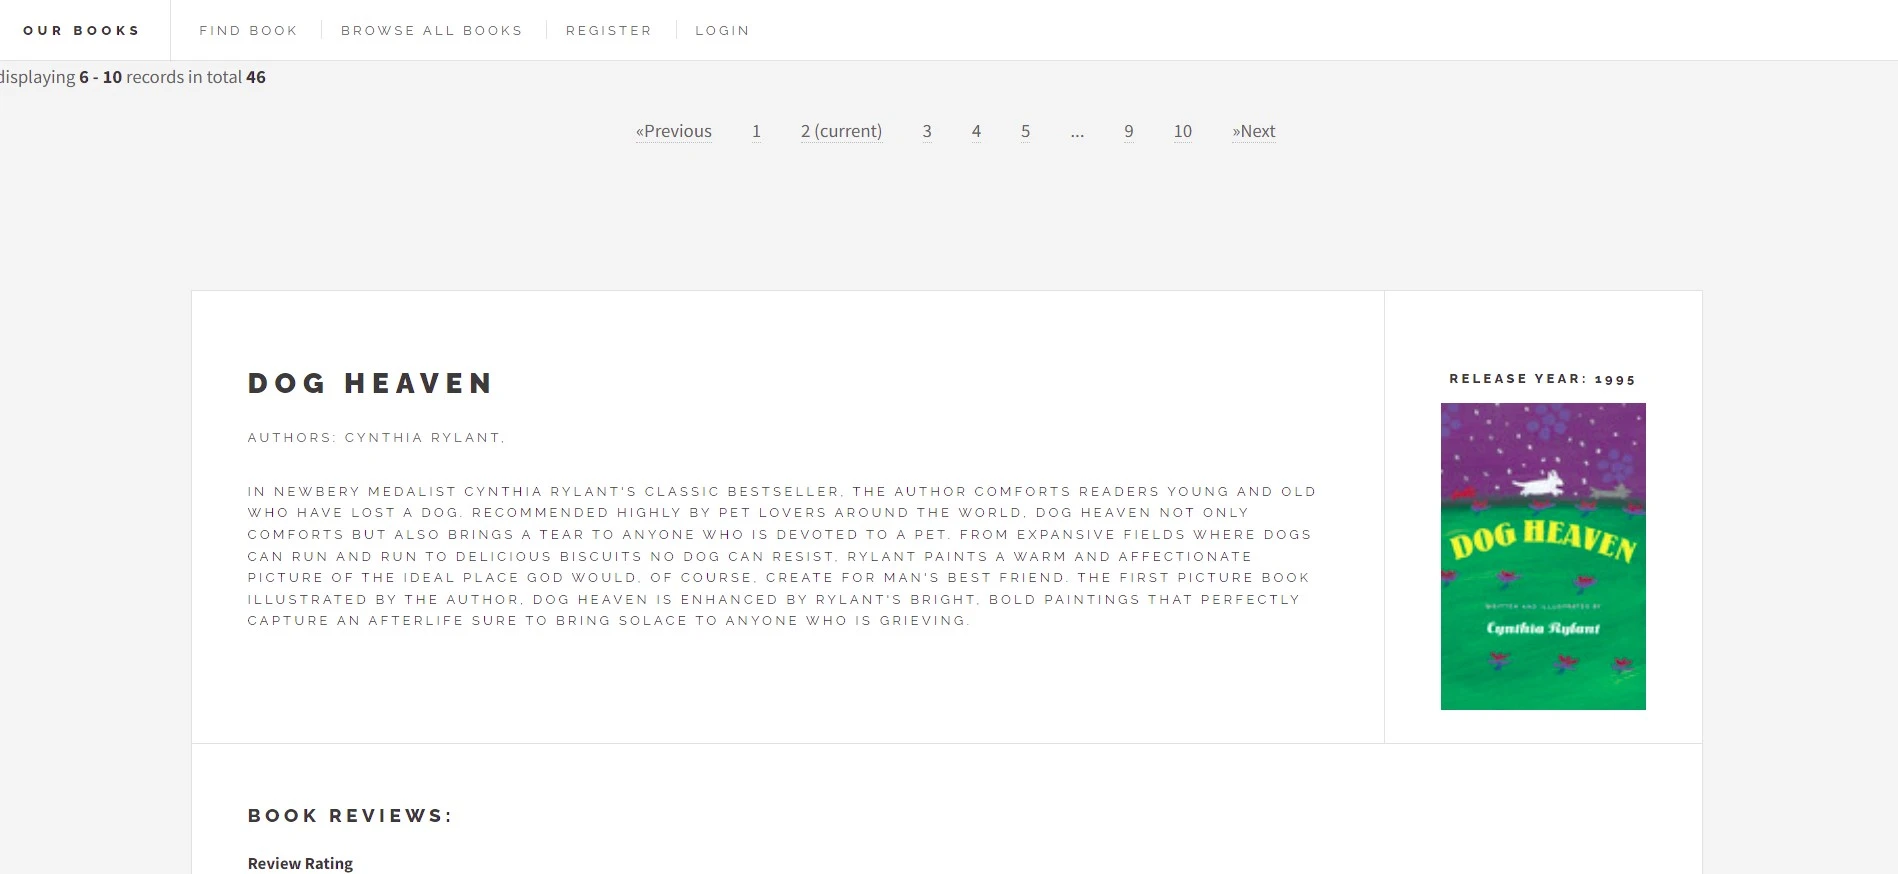 OUR BOOKS FIND BOOK BROWSE ALL BOOKS REGISTER LOGIN
displaying 6 - 10 records in total 46
«Previous 1 2 (current) 3 4 5 ... 9 10 »Next
DOG HEAVEN
AUTHORS: CYNTHIA RYLANT,
IN NEWBERY MEDALIST CYNTHIA RYLANT'S CLASSIC BESTSELLER, THE AUTHOR COMFORTS READERS YOUNG AND OLD
WHO HAVE LOST A DOG. RECOMMENDED HIGHLY BY PET LOVERS AROUND THE WORLD, DOG HEAVEN NOT ONLY
COMFORTS BUT ALSO BRINGS A TEAR TO ANYONE WHO IS DEVOTED TO A PET. FROM EXPANSIVE FIELDS WHERE DOGS
CAN RUN AND RUN TO DELICIOUS BISCUITS NO DOG CAN RESIST, RYLANT PAINTS A WARM AND AFFECTIONATE
PICTURE OF THE IDEAL PLACE GOD WOULD, OF COURSE, CREATE FOR MAN'S BEST FRIEND. THE FIRST PICTURE BOOK
ILLUSTRATED BY THE AUTHOR, DOG HEAVEN IS ENHANCED BY RYLANT'S BRIGHT, BOLD PAINTINGS THAT PERFECTLY
CAPTURE AN AFTERLIFE SURE TO BRING SOLACE TO ANYONE WHO IS GRIEVING.
RELEASE YEAR: 1995
DOG HEAVEN
WRITTEN AND ILLUSTRATED BY
Cynthia Rylant
BOOK REVIEWS:
Review Rating